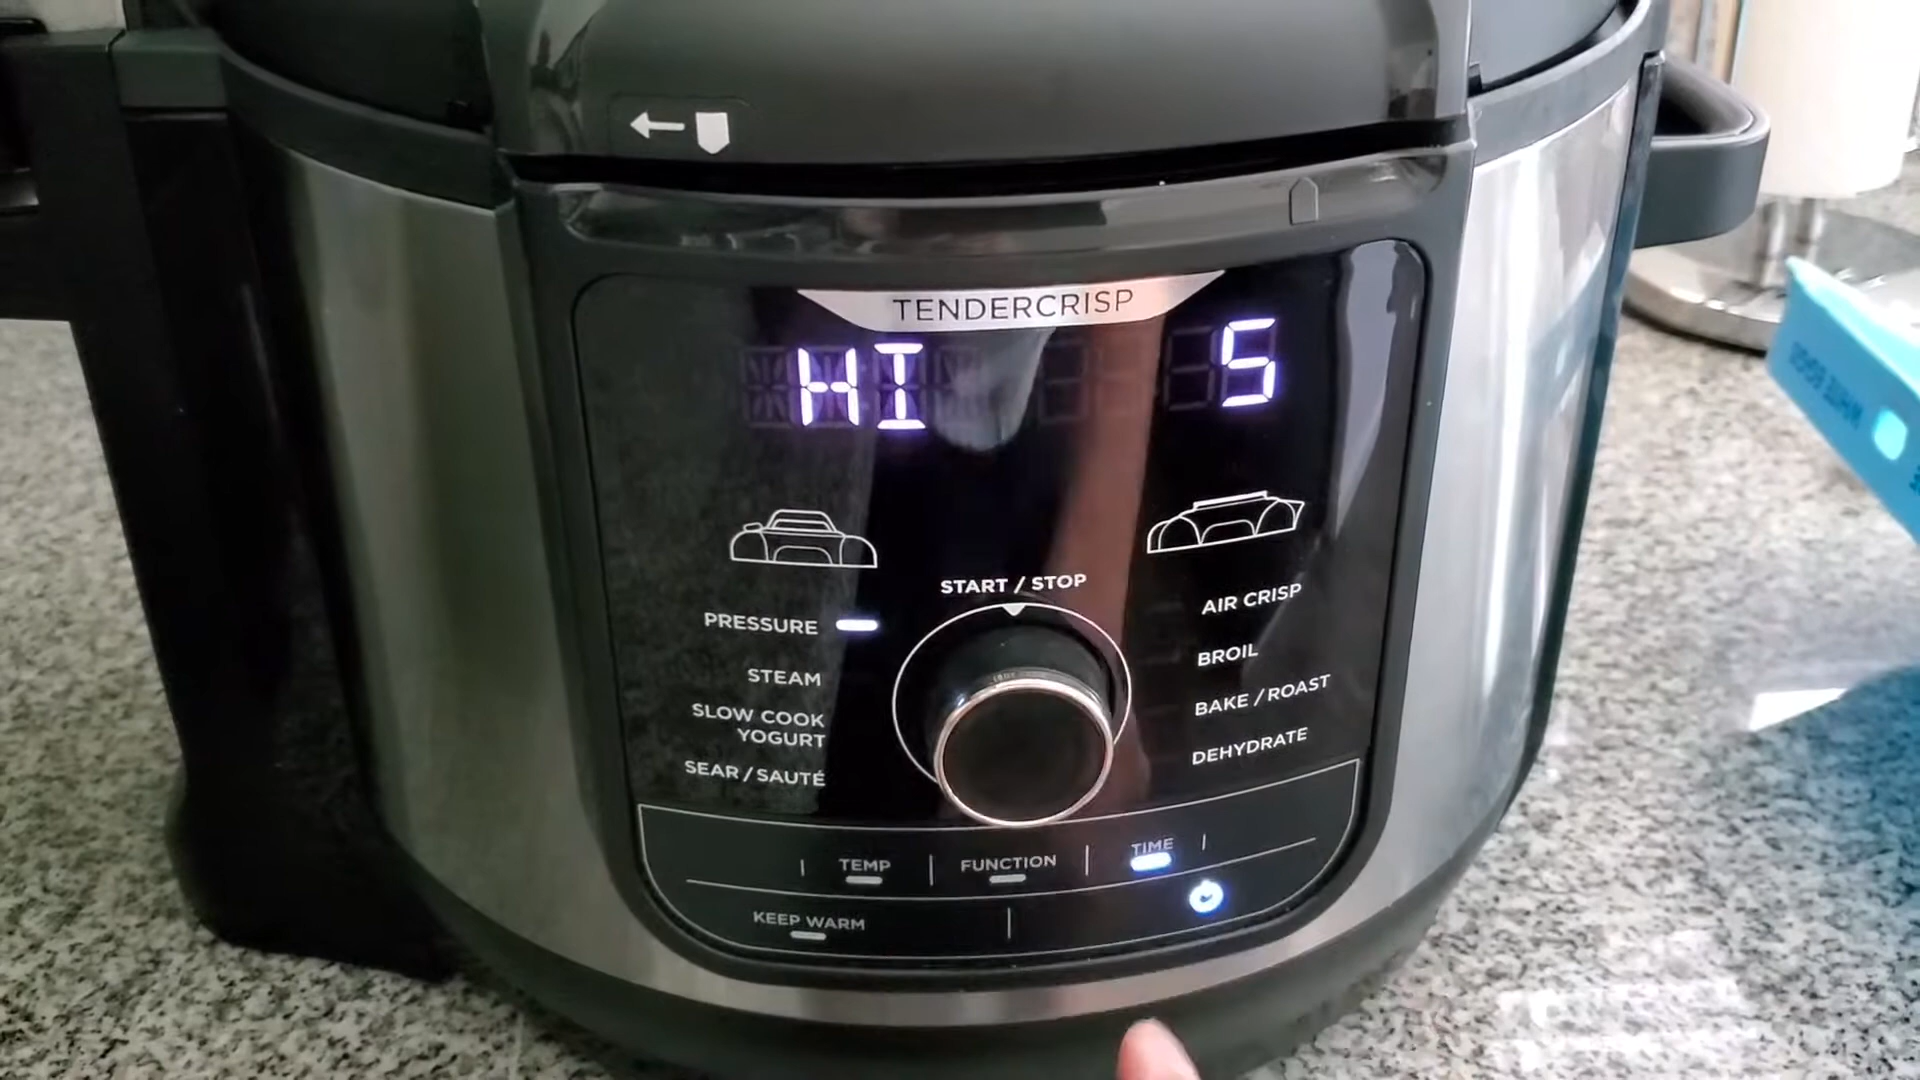 TENDERCRISP
HI 5
START / STOP
PRESSURE
STEAM
SLOW COOK
YOGURT
SEAR / SAUTÉ
AIR CRISP
BROIL
BAKE / ROAST
DEHYDRATE
TEMP
FUNCTION
TIME
KEEP WARM